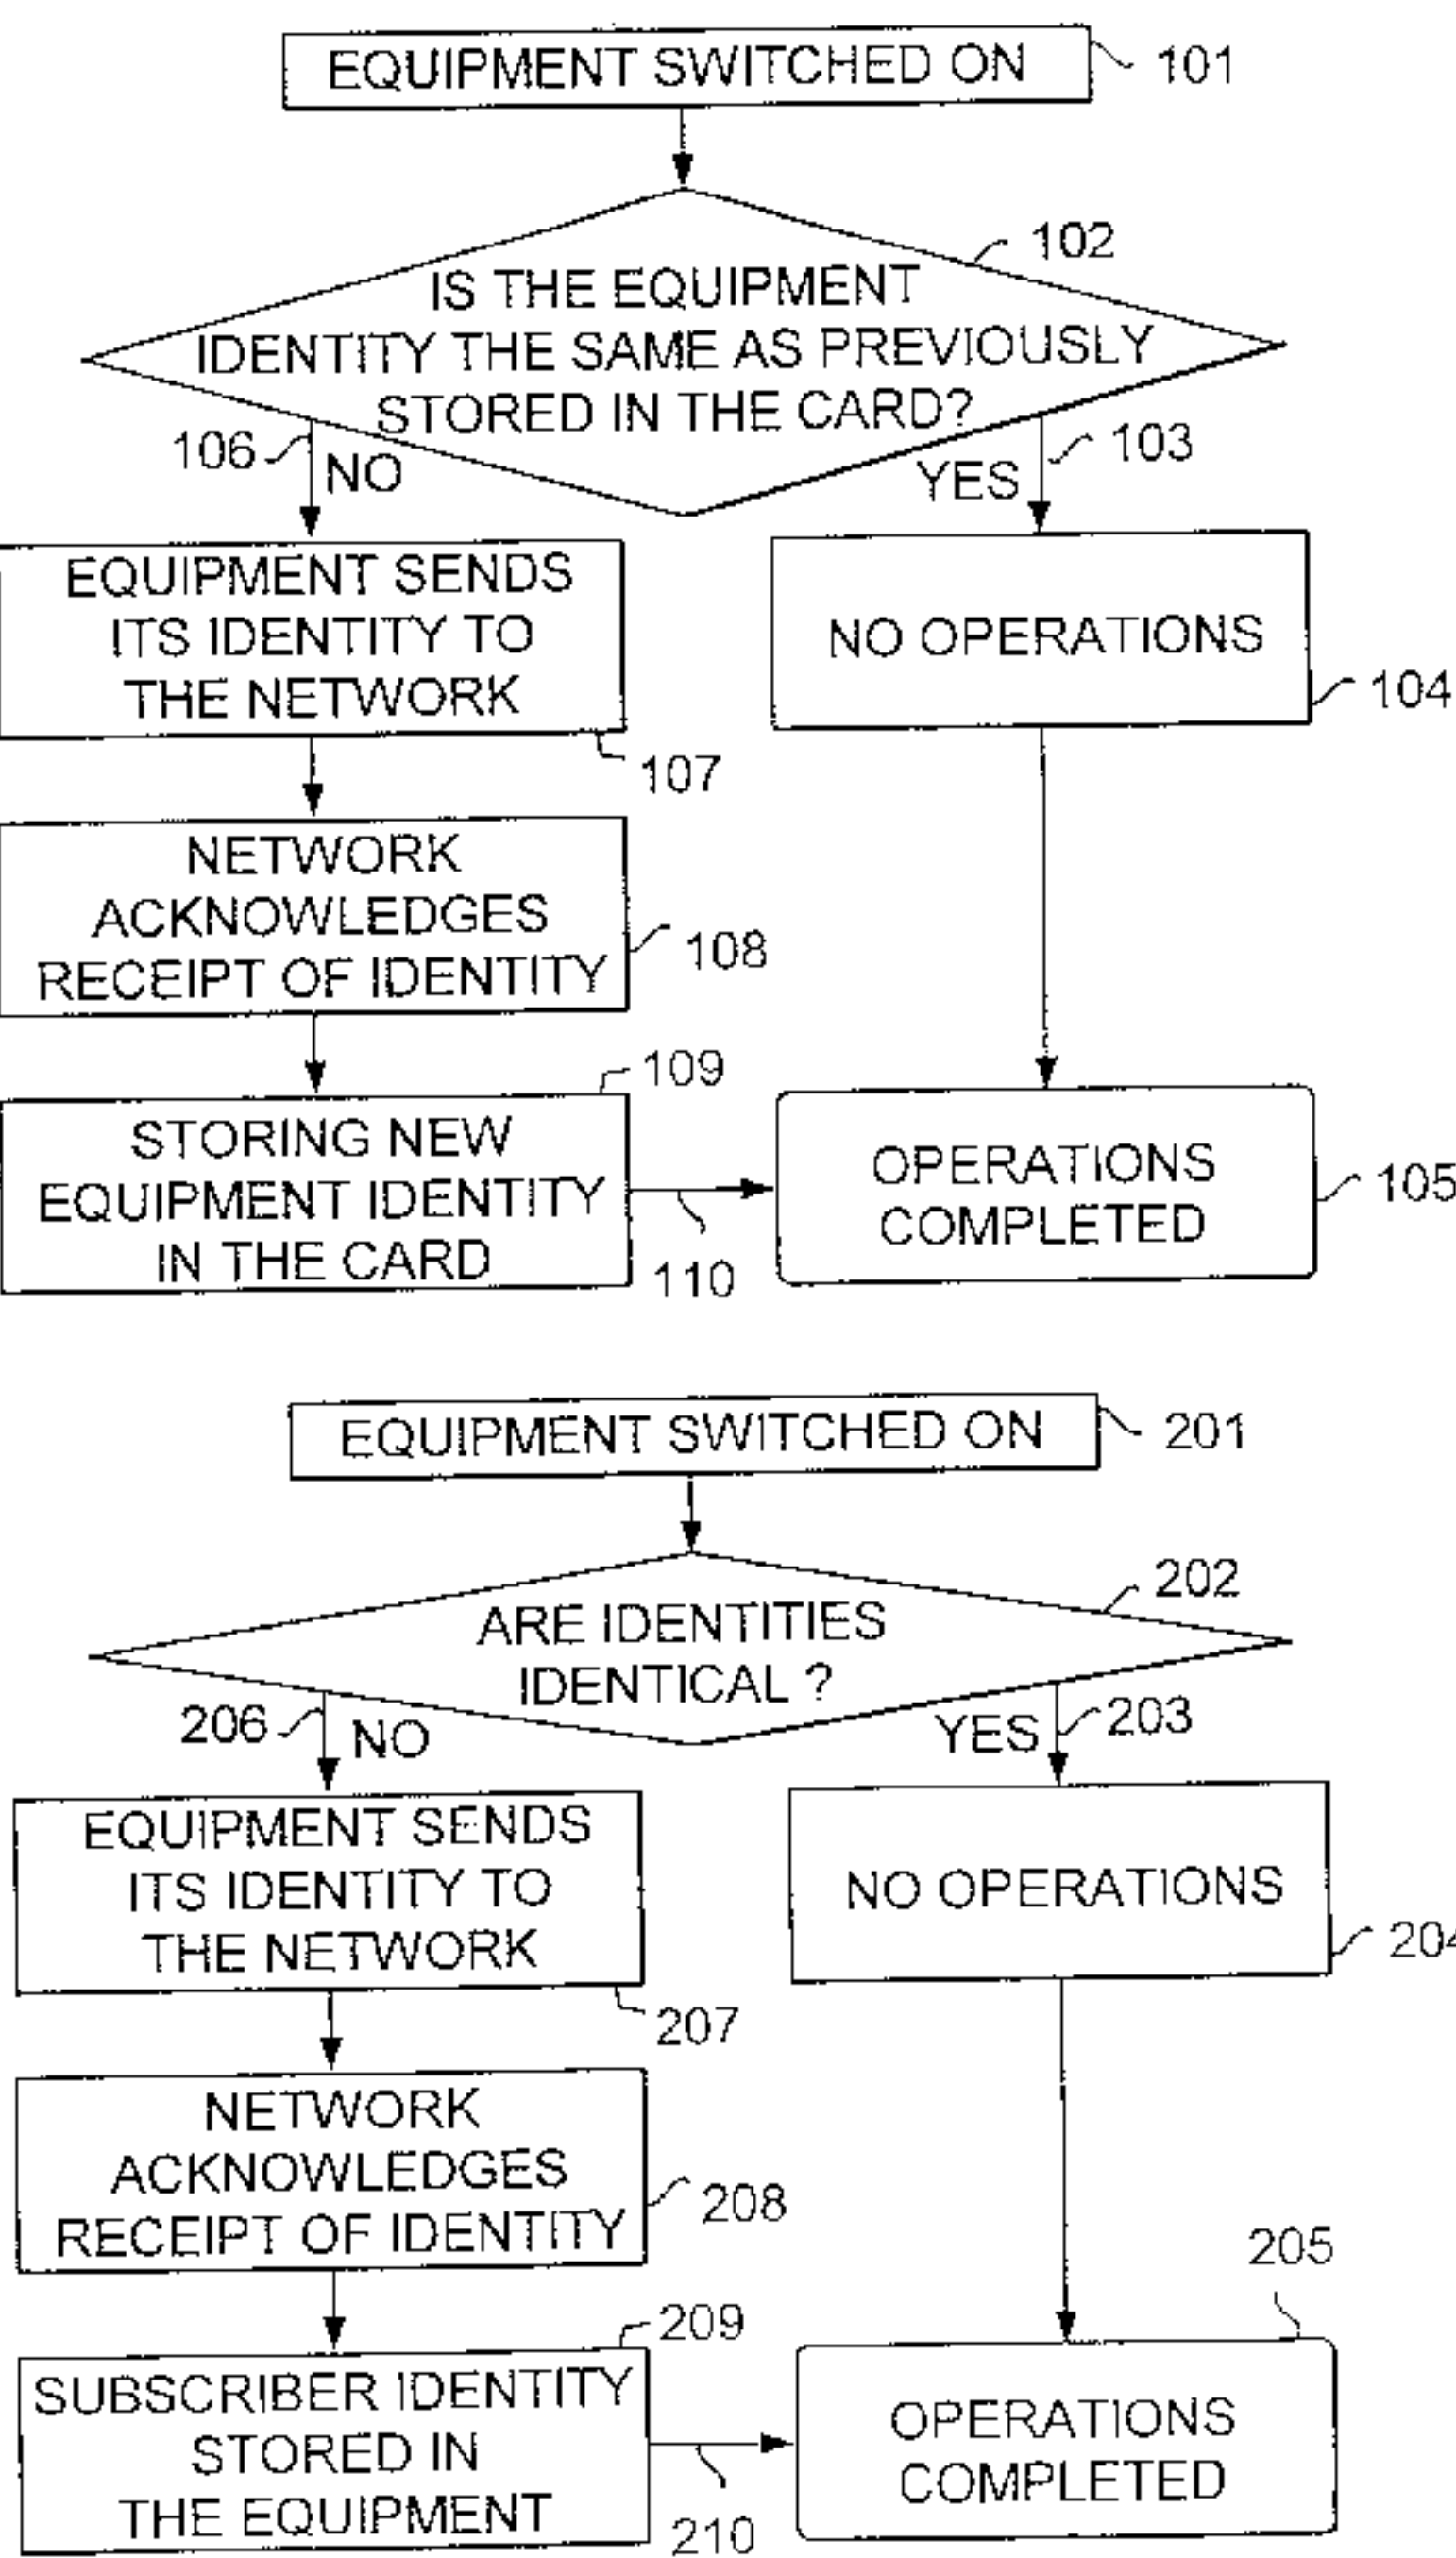 EQUIPMENT SWITCHED ON
101
102
IS THE EQUIPMENT
IDENTITY THE SAME AS PREVIOUSLY
STORED IN THE CARD?
106
NO
YES
103
EQUIPMENT SENDS
ITS IDENTITY TO
THE NETWORK
107
NO OPERATIONS
104
NETWORK
ACKNOWLEDGES
RECEIPT OF IDENTITY
108
109
STORING NEW
EQUIPMENT IDENTITY
IN THE CARD
110
OPERATIONS
COMPLETED
105
EQUIPMENT SWITCHED ON
201
202
ARE IDENTITIES
IDENTICAL ?
206
NO
YES
203
EQUIPMENT SENDS
ITS IDENTITY TO
THE NETWORK
207
NO OPERATIONS
204
NETWORK
ACKNOWLEDGES
RECEIPT OF IDENTITY
208
209
SUBSCRIBER IDENTITY
STORED IN
THE EQUIPMENT
210
205
OPERATIONS
COMPLETED